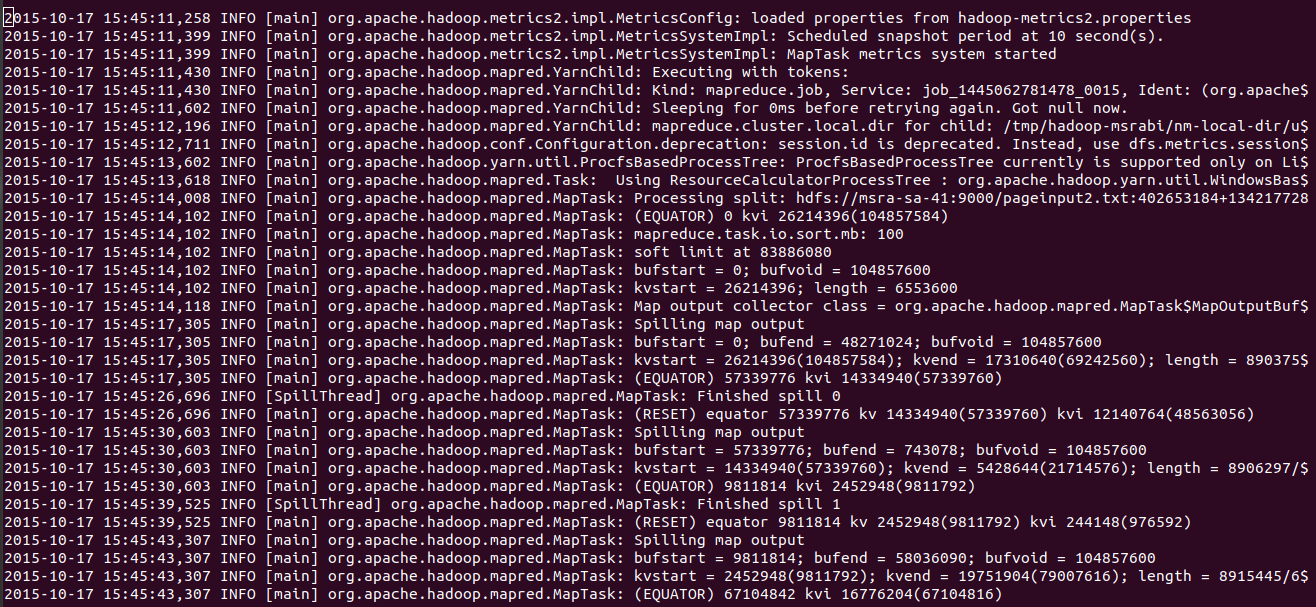 2015-10-17 15:45:11,258 INFO [main] org.apache.hadoop.metrics2.impl.MetricsConfig: loaded properties from hadoop-metrics2.properties
2015-10-17 15:45:11,399 INFO [main] org.apache.hadoop.metrics2.impl.MetricsSystemImpl: Scheduled snapshot period at 10 second(s).
2015-10-17 15:45:11,399 INFO [main] org.apache.hadoop.metrics2.impl.MetricsSystemImpl: MapTask metrics system started
2015-10-17 15:45:11,430 INFO [main] org.apache.hadoop.mapred.YarnChild: Executing with tokens:
2015-10-17 15:45:11,430 INFO [main] org.apache.hadoop.mapred.YarnChild: Kind: mapreduce.job, Service: job_1445062781478_0015, Ident: (org.apache$
2015-10-17 15:45:11,602 INFO [main] org.apache.hadoop.mapred.YarnChild: Sleeping for 0ms before retrying again. Got null now.
2015-10-17 15:45:12,196 INFO [main] org.apache.hadoop.mapred.YarnChild: mapreduce.cluster.local.dir for child: /tmp/hadoop-msrabi/nm-local-dir/u$
2015-10-17 15:45:12,711 INFO [main] org.apache.hadoop.conf.Configuration.deprecation: session.id is deprecated. Instead, use dfs.metrics.session$
2015-10-17 15:45:13,602 INFO [main] org.apache.hadoop.yarn.util.ProcfsBasedProcessTree: ProcfsBasedProcessTree currently is supported only on Li$
2015-10-17 15:45:13,618 INFO [main] org.apache.hadoop.mapred.Task:  Using ResourceCalculatorProcessTree : org.apache.hadoop.yarn.util.WindowsBas$
2015-10-17 15:45:14,008 INFO [main] org.apache.hadoop.mapred.MapTask: Processing split: hdfs://msra-sa-41:9000/pageinput2.txt:402653184+134217728
2015-10-17 15:45:14,102 INFO [main] org.apache.hadoop.mapred.MapTask: (EQUATOR) 0 kvi 26214396(104857584)
2015-10-17 15:45:14,102 INFO [main] org.apache.hadoop.mapred.MapTask: mapreduce.task.io.sort.mb: 100
2015-10-17 15:45:14,102 INFO [main] org.apache.hadoop.mapred.MapTask: soft limit at 83886080
2015-10-17 15:45:14,102 INFO [main] org.apache.hadoop.mapred.MapTask: bufstart = 0; bufvoid = 104857600
2015-10-17 15:45:14,102 INFO [main] org.apache.hadoop.mapred.MapTask: kvstart = 26214396; length = 6553600
2015-10-17 15:45:14,118 INFO [main] org.apache.hadoop.mapred.MapTask: Map output collector class = org.apache.hadoop.mapred.MapTask$MapOutputBuf$
2015-10-17 15:45:17,305 INFO [main] org.apache.hadoop.mapred.MapTask: Spilling map output
2015-10-17 15:45:17,305 INFO [main] org.apache.hadoop.mapred.MapTask: bufstart = 0; bufend = 48271024; bufvoid = 104857600
2015-10-17 15:45:17,305 INFO [main] org.apache.hadoop.mapred.MapTask: kvstart = 26214396(104857584); kvend = 17310640(69242560); length = 890375$
2015-10-17 15:45:17,305 INFO [main] org.apache.hadoop.mapred.MapTask: (EQUATOR) 57339776 kvi 14334940(57339760)
2015-10-17 15:45:26,696 INFO [SpillThread] org.apache.hadoop.mapred.MapTask: Finished spill 0
2015-10-17 15:45:26,696 INFO [main] org.apache.hadoop.mapred.MapTask: (RESET) equator 57339776 kv 14334940(57339760) kvi 12140764(48563056)
2015-10-17 15:45:30,603 INFO [main] org.apache.hadoop.mapred.MapTask: Spilling map output
2015-10-17 15:45:30,603 INFO [main] org.apache.hadoop.mapred.MapTask: bufstart = 57339776; bufend = 743078; bufvoid = 104857600
2015-10-17 15:45:30,603 INFO [main] org.apache.hadoop.mapred.MapTask: kvstart = 14334940(57339760); kvend = 5428644(21714576); length = 8906297/$
2015-10-17 15:45:30,603 INFO [main] org.apache.hadoop.mapred.MapTask: (EQUATOR) 9811814 kvi 2452948(9811792)
2015-10-17 15:45:39,525 INFO [SpillThread] org.apache.hadoop.mapred.MapTask: Finished spill 1
2015-10-17 15:45:39,525 INFO [main] org.apache.hadoop.mapred.MapTask: (RESET) equator 9811814 kv 2452948(9811792) kvi 244148(976592)
2015-10-17 15:45:43,307 INFO [main] org.apache.hadoop.mapred.MapTask: Spilling map output
2015-10-17 15:45:43,307 INFO [main] org.apache.hadoop.mapred.MapTask: bufstart = 9811814; bufend = 58036090; bufvoid = 104857600
2015-10-17 15:45:43,307 INFO [main] org.apache.hadoop.mapred.MapTask: kvstart = 2452948(9811792); kvend = 19751904(79007616); length = 8915445/6$
2015-10-17 15:45:43,307 INFO [main] org.apache.hadoop.mapred.MapTask: (EQUATOR) 67104842 kvi 16776204(67104816)